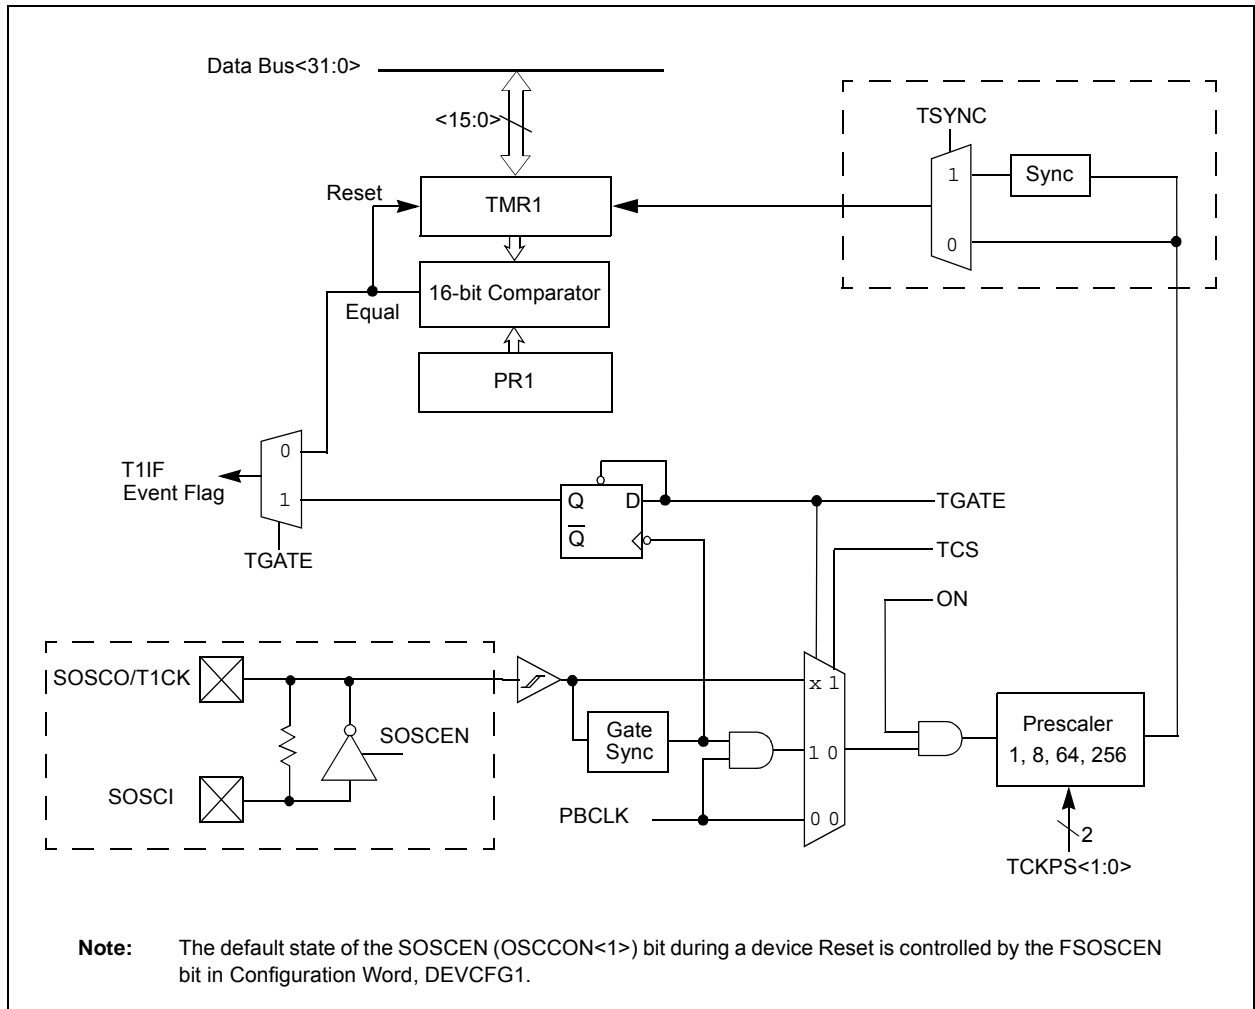 Data Bus<31:0>
<15:0>
TSYNC
1
Sync
0
Reset
TMR1
16-bit Comparator
Equal
PR1
0
T1IF
Event Flag
1
TGATE
Q
D
Q
TGATE
TCS
ON
SOSCO/T1CK
SOSCEN
SOSCI
Gate
Sync
PBCLK
x 1
1 0
0 0
Prescaler
1, 8, 64, 256
2
TCKPS<1:0>
Note: The default state of the SOSCEN (OSCCON<1>) bit during a device Reset is controlled by the FSOSCEN
bit in Configuration Word, DEVCFG1.